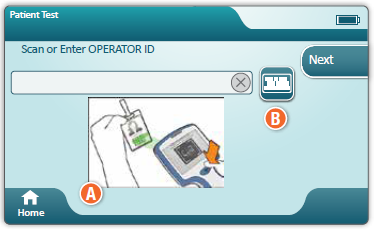 Patient Test
Scan or Enter OPERATOR ID
Next
B
A
Home